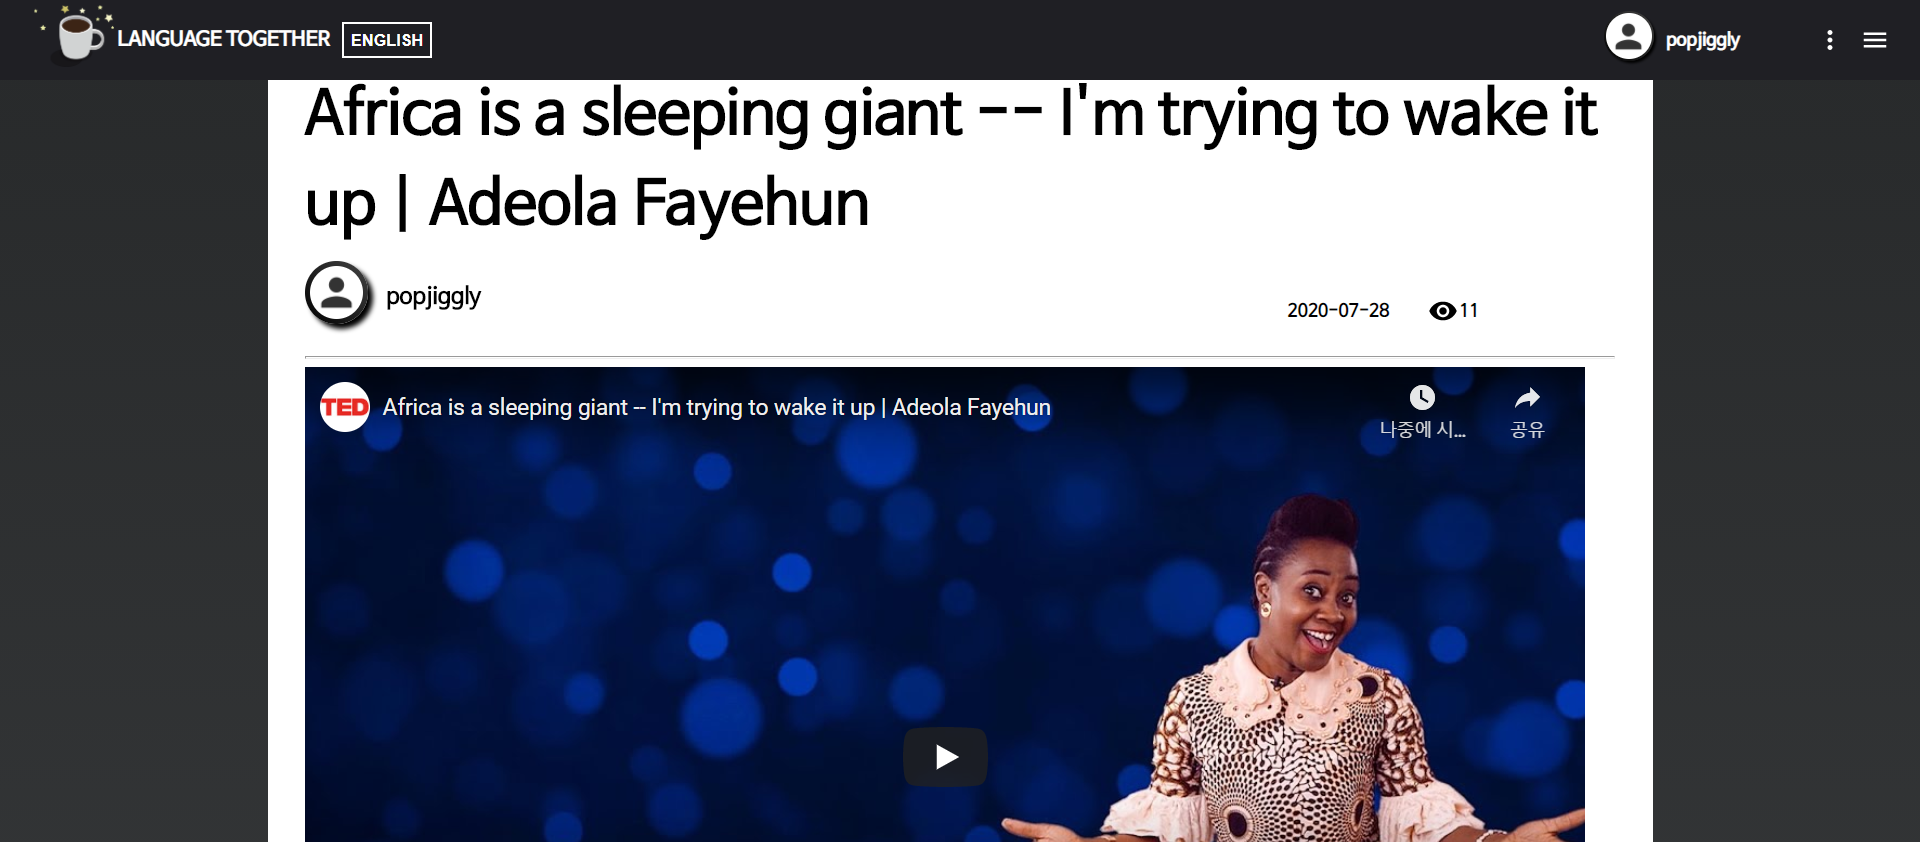 LANGUAGE TOGETHER ENGLISH popjiggly
Africa is a sleeping giant -- I'm trying to wake it
up | Adeola Fayehun
popjiggly
2020-07-28 11
TED Africa is a sleeping giant -- I'm trying to wake it up | Adeola Fayehun
나중에 시... 공유